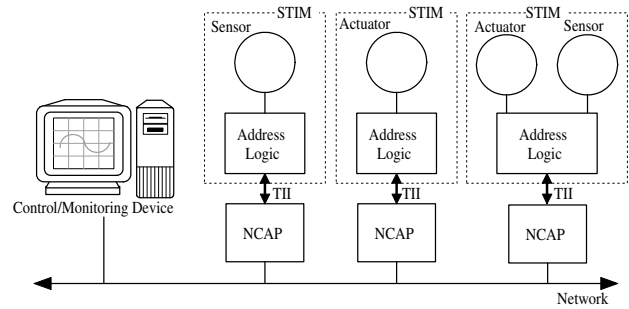 STIM
Sensor
Address
Logic
TII
NCAP
STIM
Actuator
Address
Logic
TII
NCAP
STIM
Actuator
Sensor
Address
Logic
TII
NCAP
Control/Monitoring Device
Network